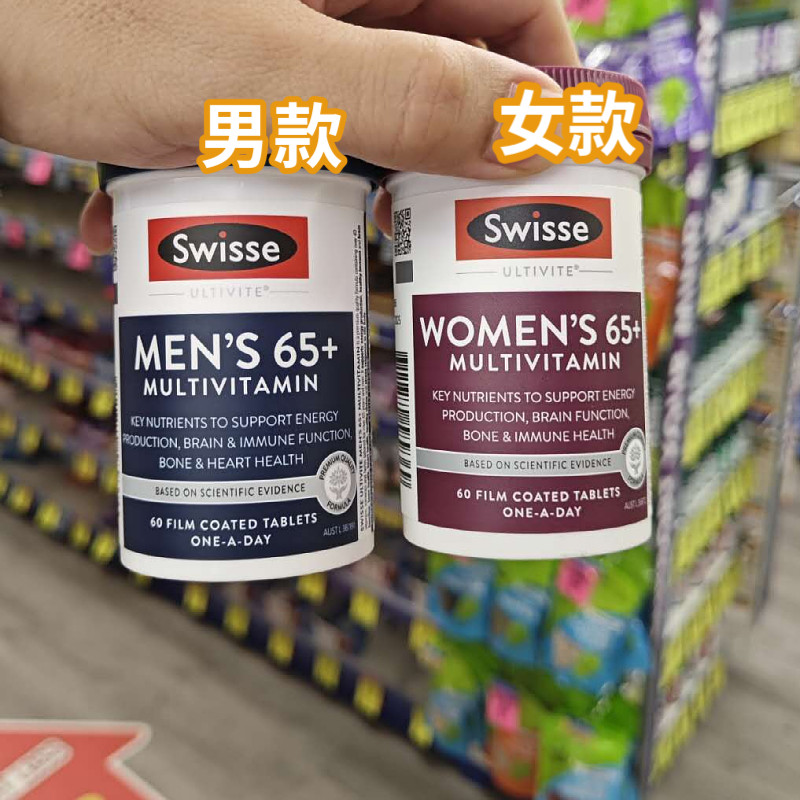 男款
Swisse
ULTIVITE®
MEN'S 65+
MULTIVITAMIN
KEY NUTRIENTS TO SUPPORT ENERGY
PRODUCTION, BRAIN & IMMUNE FUNCTION,
BONE & HEART HEALTH
BASED ON SCIENTIFIC EVIDENCE
PREMIUM QUALITY
FORMULA
60 FILM COATED TABLETS
ONE-A-DAY
女款
Swisse
ULTIVITE®
WOMEN'S 65+
MULTIVITAMIN
KEY NUTRIENTS TO SUPPORT ENERGY
PRODUCTION, BRAIN FUNCTION,
BONE & IMMUNE HEALTH
BASED ON SCIENTIFIC EVIDENCE
60 FILM COATED TABLETS
ONE-A-DAY